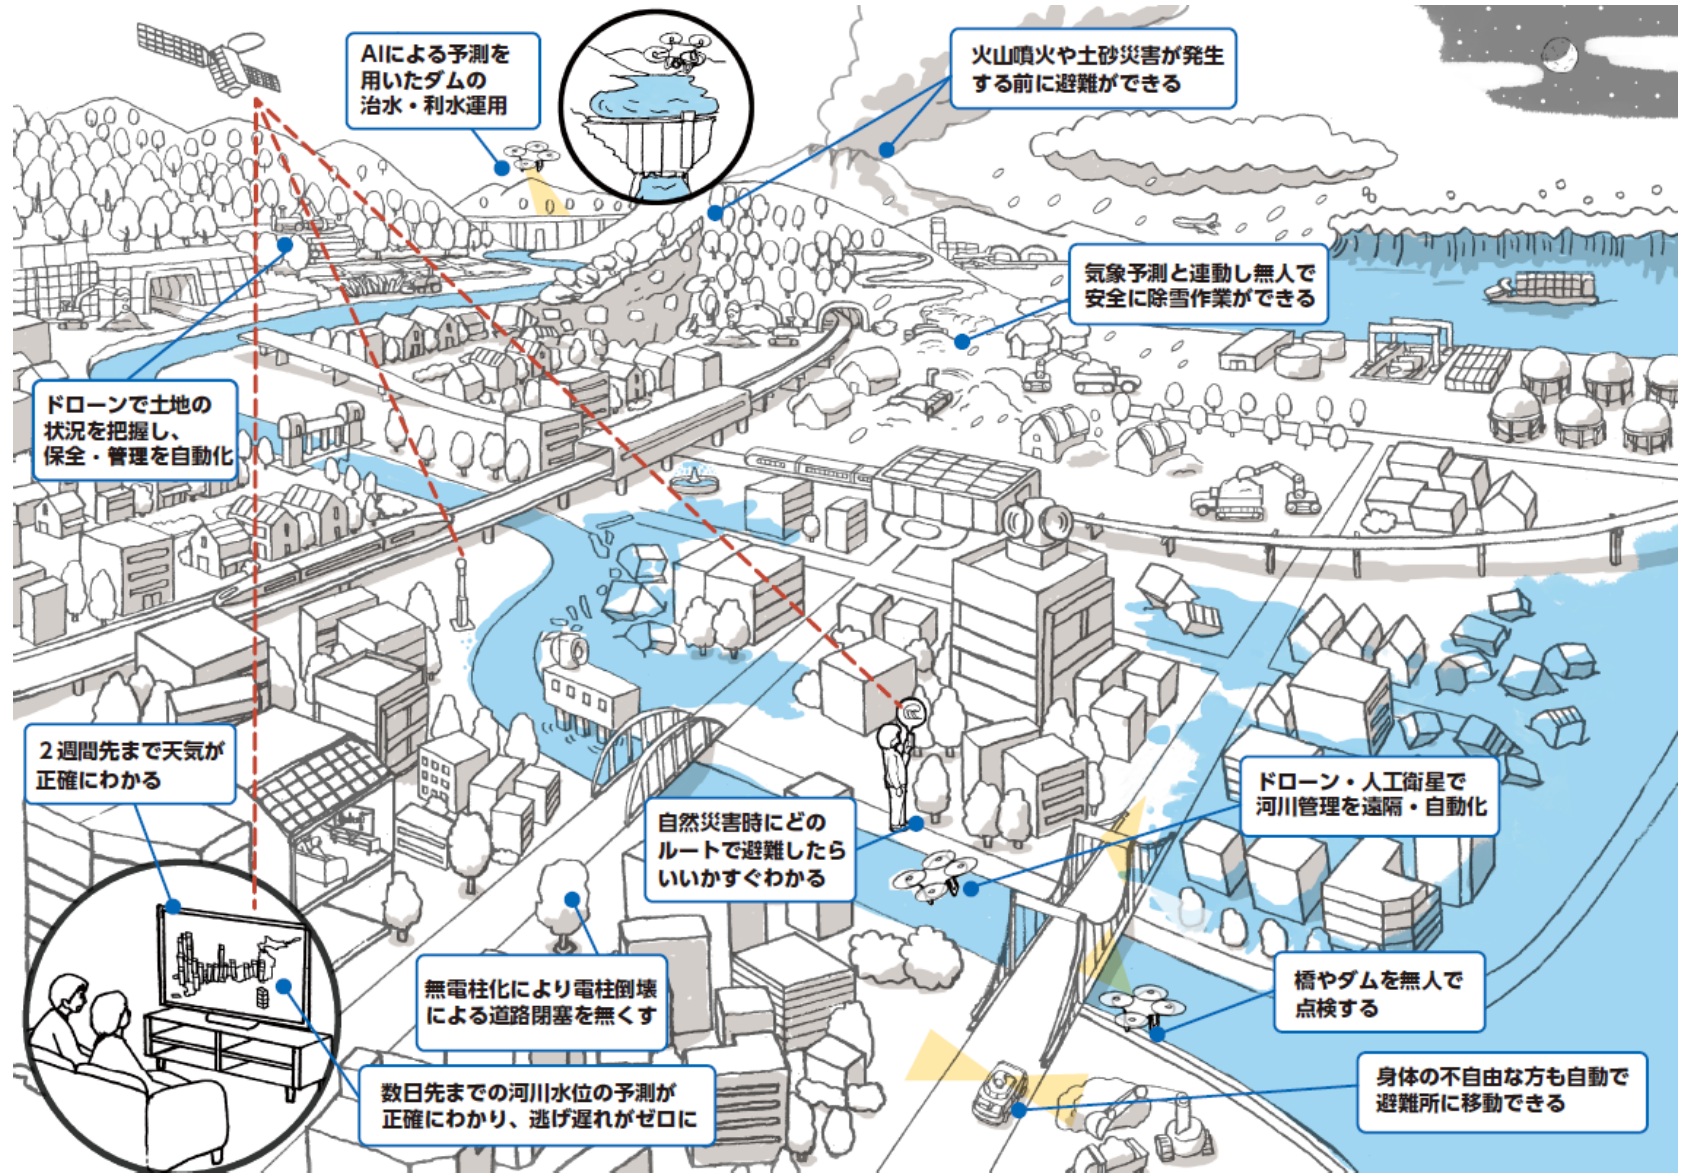 AIによる予測を
用いたダムの
治水・利水運用
火山噴火や土砂災害が発生
する前に避難ができる
気象予測と連動し無人で
安全に除雪作業ができる
ドローンで土地の
状況を把握し、
保全・管理を自動化
2週間先まで天気が
正確にわかる
自然災害時にどの
ルートで避難したら
いいかすぐわかる
ドローン・人工衛星で
河川管理を遠隔・自動化
無電柱化により電柱倒壊
による道路閉塞を無くす
橋やダムを無人で
点検する
数日先までの河川水位の予測が
正確にわかり、逃げ遅れがゼロに
身体の不自由な方も自動で
避難所に移動できる